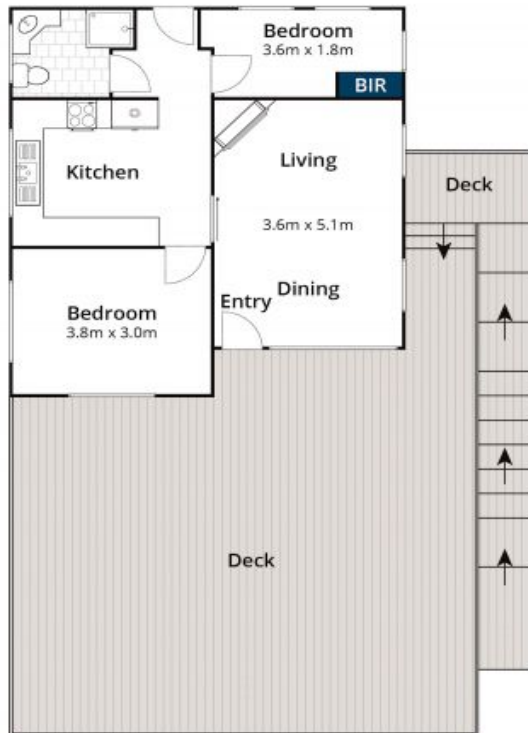 Bedroom
3.6m x 1.8m
BIR
Kitchen
Living
Deck
3.6m x 5.1m
Dining
Entry
Bedroom
3.8m x 3.0m
Deck